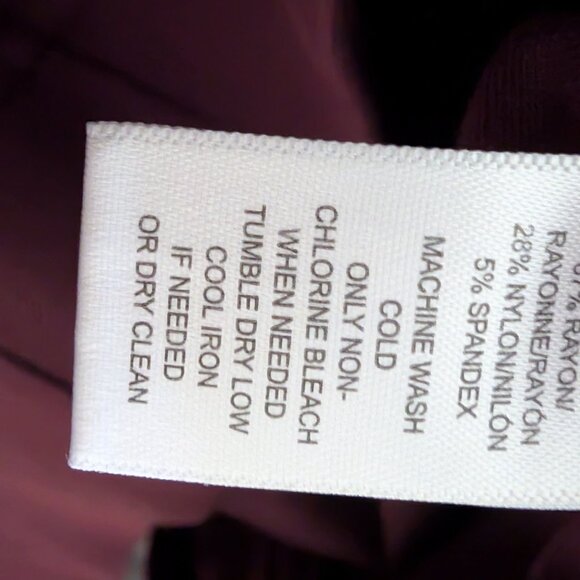 % RAYON/
RAYONNE/RAYÓN
28% NYLON/NILÓN
5% SPANDEX
MACHINE WASH
COLD
ONLY NON-
CHLORINE BLEACH
WHEN NEEDED
TUMBLE DRY LOW
COOL IRON
IF NEEDED
OR DRY CLEAN